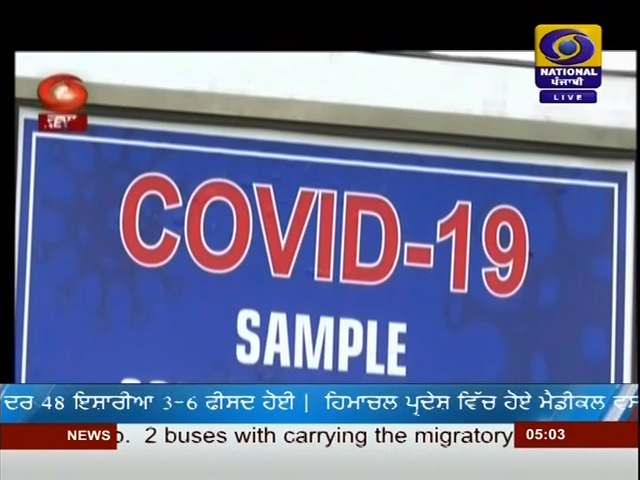 NATIONAL
ਪੰਜਾਬੀ
LIVE
COVID-19
SAMPLE
ਦਰ 48 ਇਸ਼ਾਰੀਆ 3-6 ਫੀਸਦ ਹੋਈ | ਹਿਮਾਚਲ ਪ੍ਰਦੇਸ਼ ਵਿੱਚ ਹੋਏ ਮੈਡੀਕਲ
NEWS 2 buses with carrying the migratory 05:03